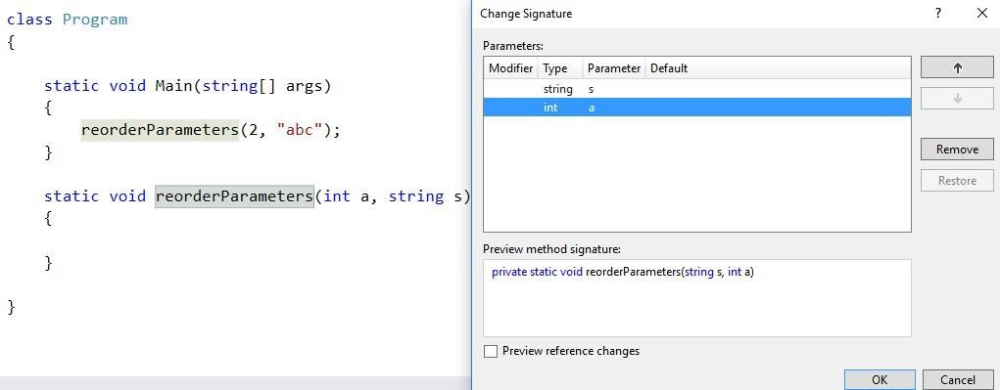 class Program
{
static void Main(string[] args)
{
reorderParameters(2, "abc");
}
static void reorderParameters(int a, string s)
{
}
}
Change Signature
?
Parameters:
Modifier Type Parameter Default
string s
int a
Remove
Restore
Preview method signature:
private static void reorderParameters(string s, int a)
Preview reference changes
OK Cancel